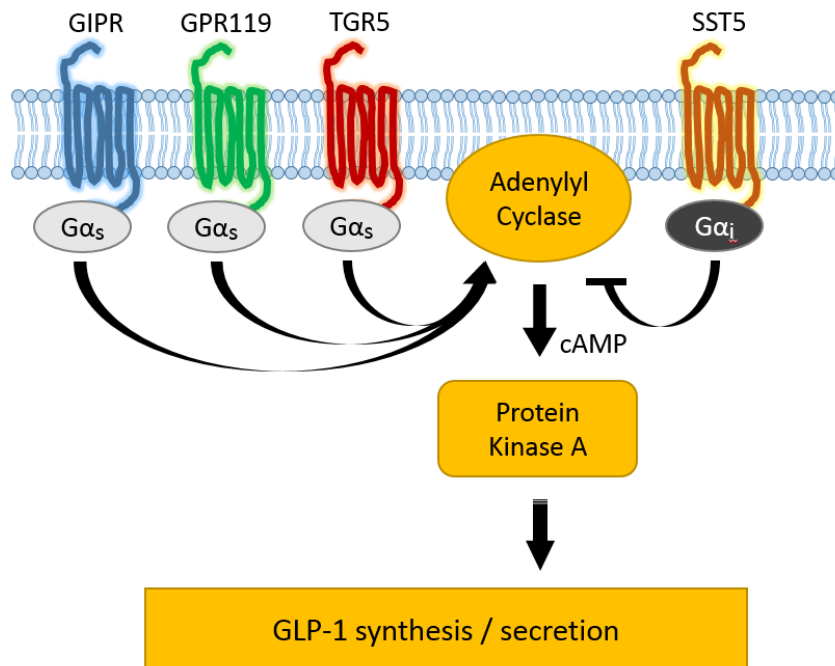 GIPR
GPR119
TGR5
SST5
Adenylyl
Cyclase
Gαs
Gαs
Gαs
Gαi
cAMP
Protein
Kinase A
GLP-1 synthesis / secretion